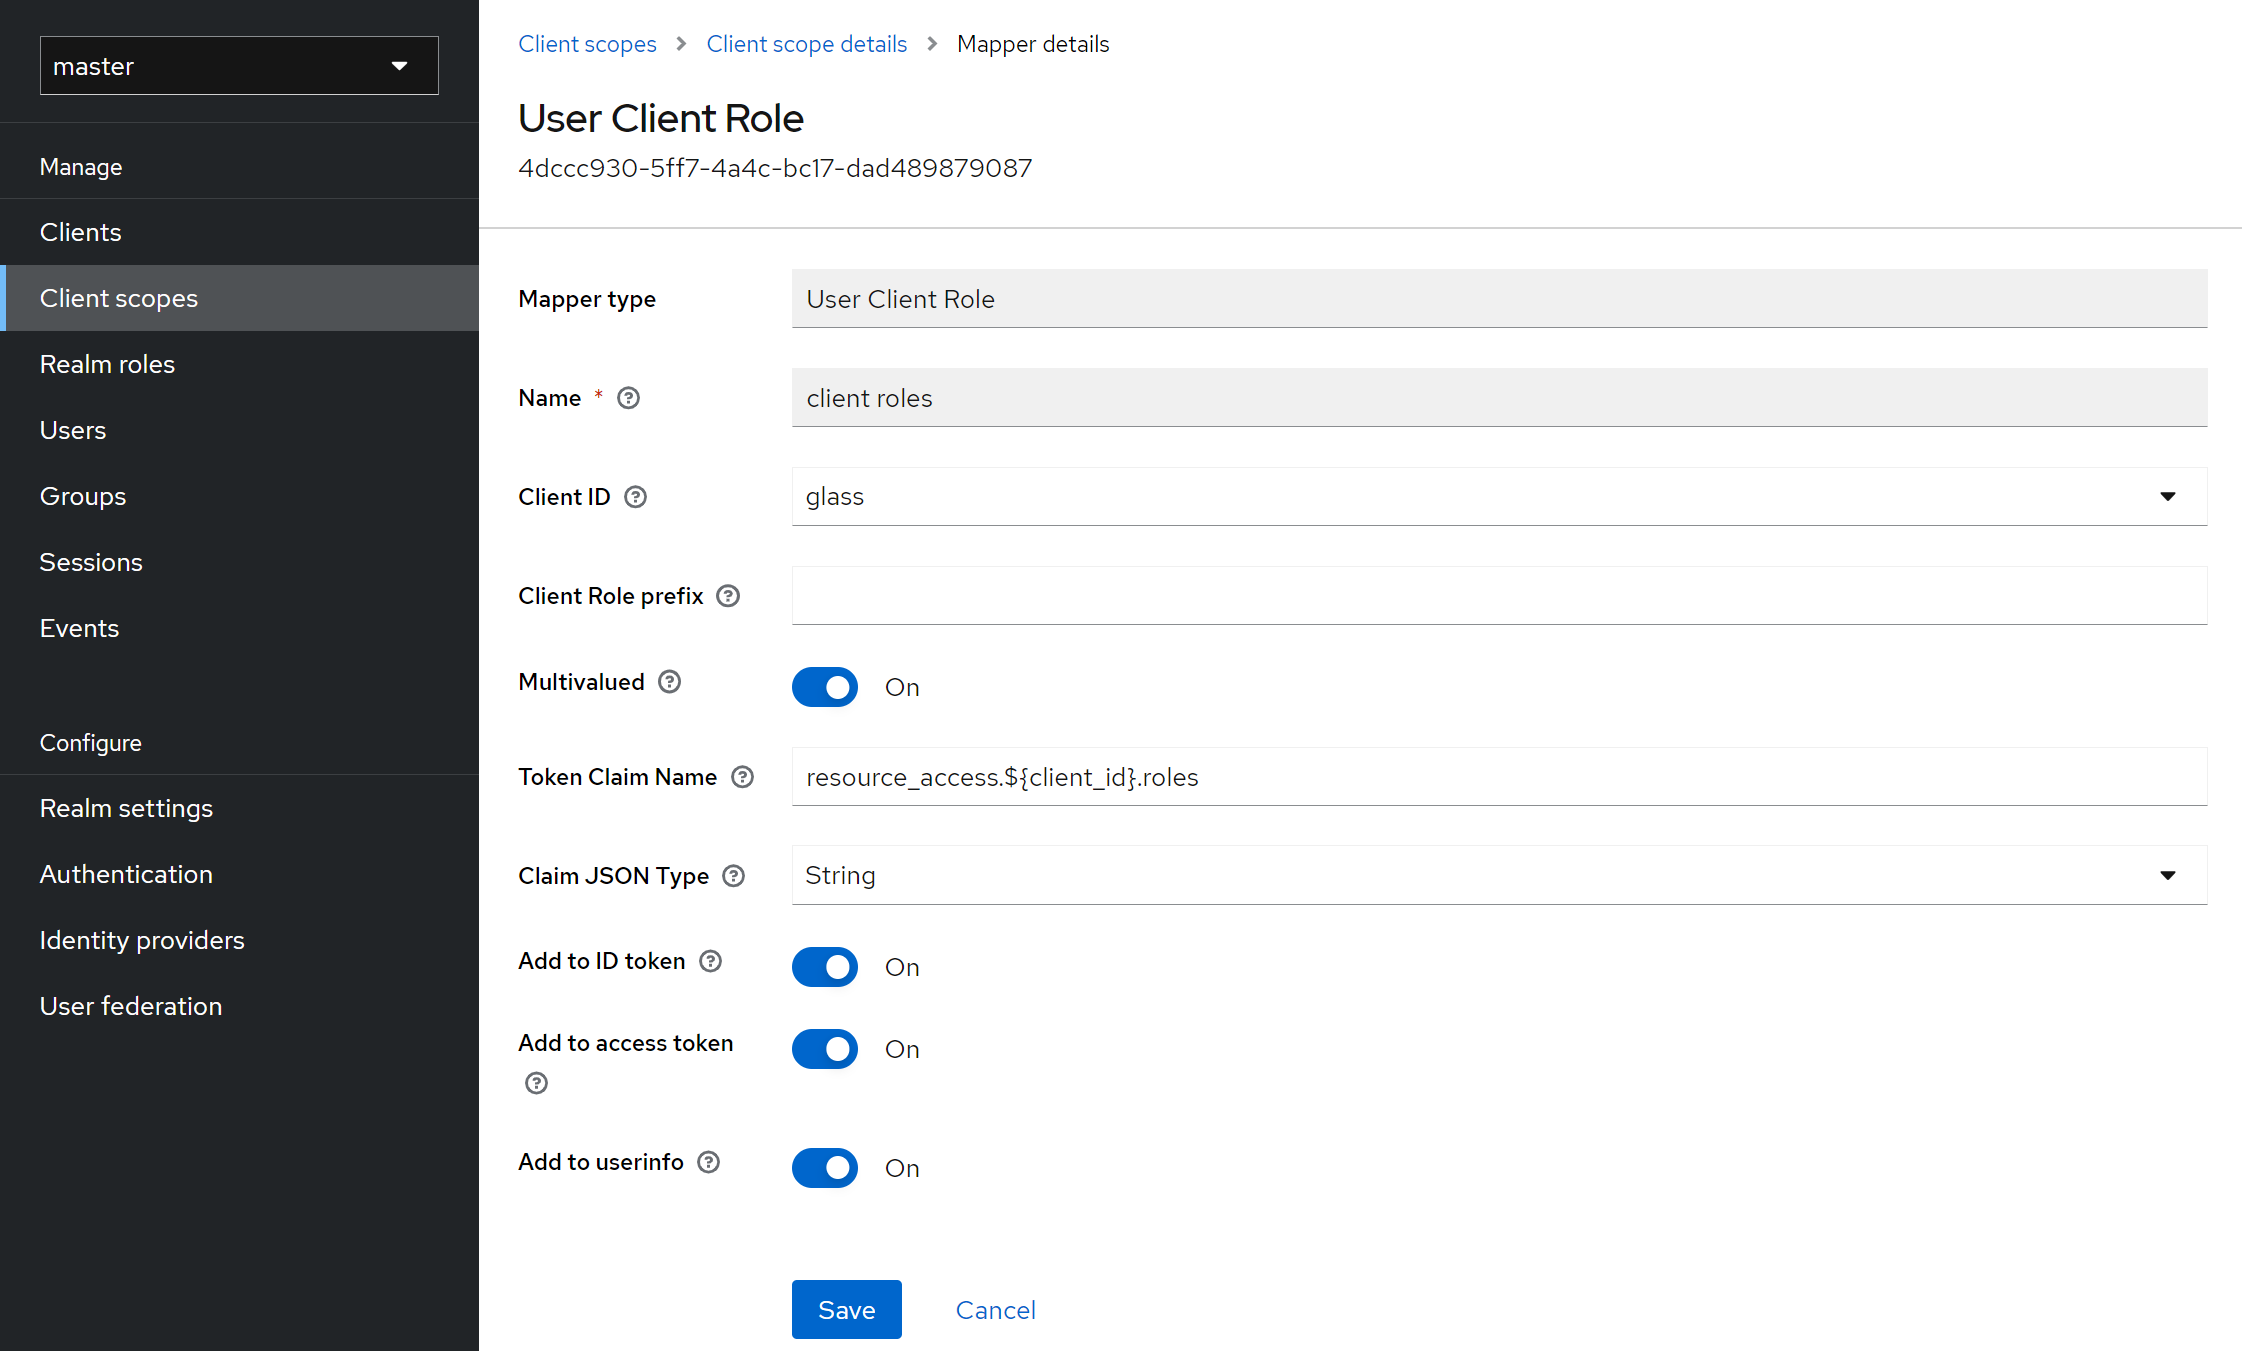 master
Manage
Clients
Client scopes
Realm roles
Users
Groups
Sessions
Events
Configure
Realm settings
Authentication
Identity providers
User federation
Client scopes > Client scope details > Mapper details
User Client Role
4dccc930-5ff7-4a4c-bc17-dad489879087
Mapper type User Client Role
Name * client roles
Client ID glass
Client Role prefix
Multivalued On
Token Claim Name resource_access.${client_id}.roles
Claim JSON Type String
Add to ID token On
Add to access token On
Add to userinfo On
Save Cancel